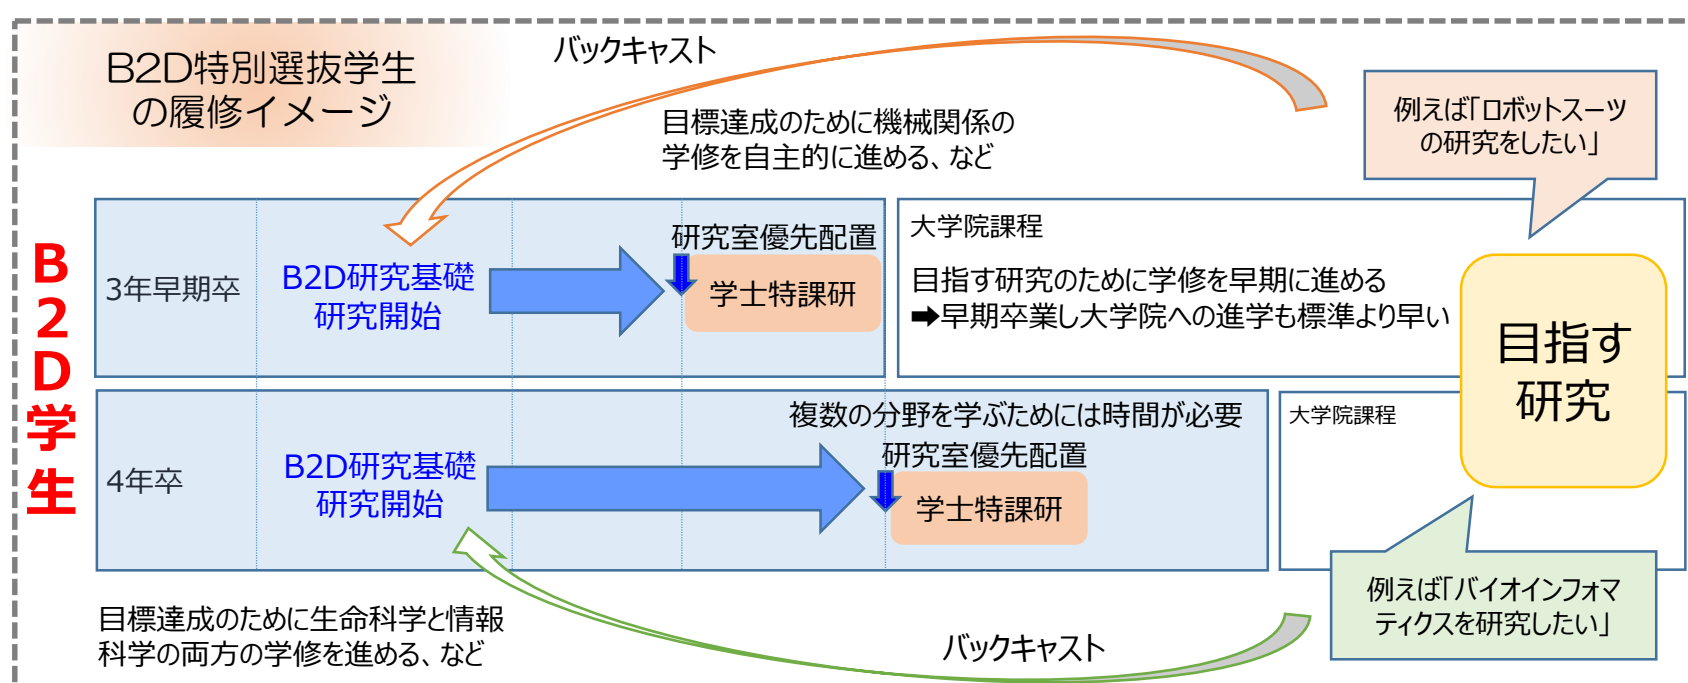 B2D特別選抜学生
の履修イメージ
バックキャスト
目標達成のために機械関係の
学修を自主的に進める、など
例えば「ロボットスーツ
の研究をしたい」
B2D学生
3年早期卒
B2D研究基礎
研究開始
研究室優先配置
学士特課研
大学院課程
目指す研究のために学修を早期に進める
➡早期卒業し大学院への進学も標準より早い
目指す
研究
4年卒
B2D研究基礎
研究開始
複数の分野を学ぶためには時間が必要
研究室優先配置
学士特課研
大学院課程
例えば「バイオインフォマ
ティクスを研究したい」
目標達成のために生命科学と情報
科学の両方の学修を進める、など
バックキャスト